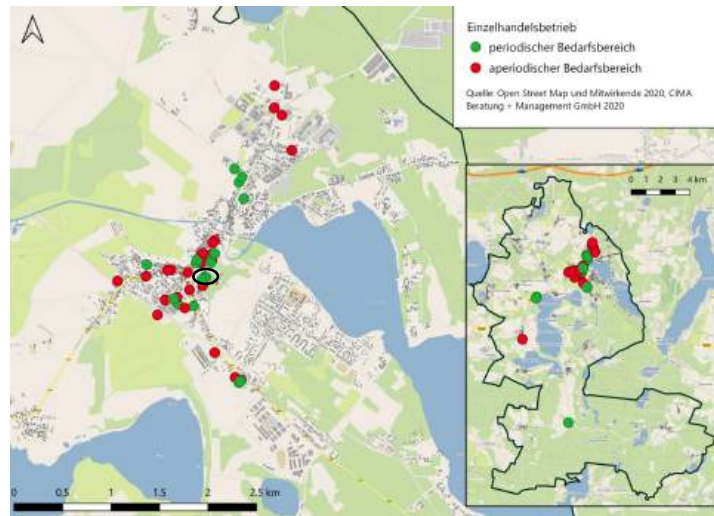 Einzelhandelsbetrieb
periodischer Bedarfsbereich
aperiodischer Bedarfsbereich
Quelle: Open Street Map und Mitwirkende 2020, CIMA
Beratung + Management GmbH 2020
0 1 2 3 4 km
0 0.5 1 1.5 2 2.5 km